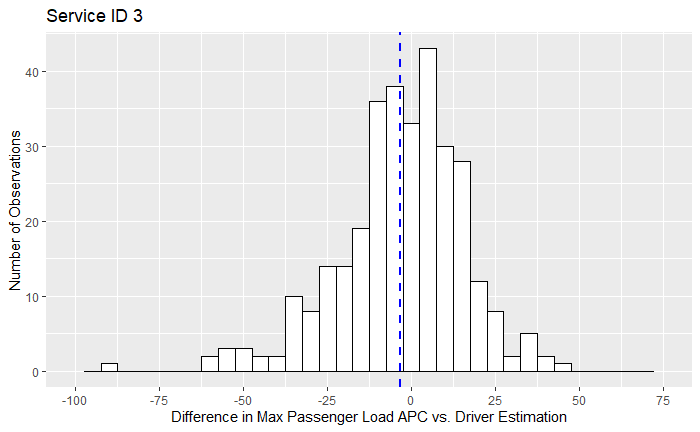 Service ID 3
Number of Observations
40
30
20
10
0
-100 -75 -50 -25 0 25 50 75
Difference in Max Passenger Load APC vs. Driver Estimation